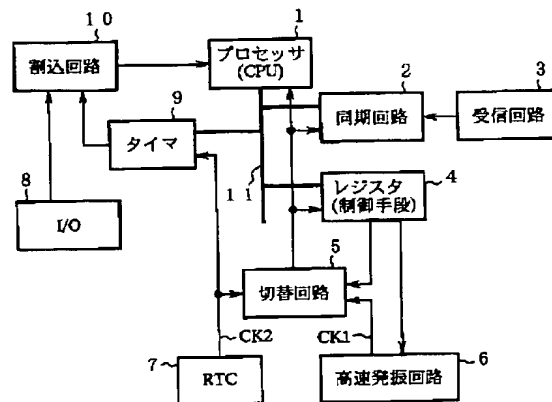 10
割込回路
1
プロセッサ
(CPU)
2
同期回路
3
受信回路
9
タイマ
11
4
レジスタ
(制御手段)
8
I/O
5
切替回路
CK2
CK1
7
RTC
6
高速発振回路